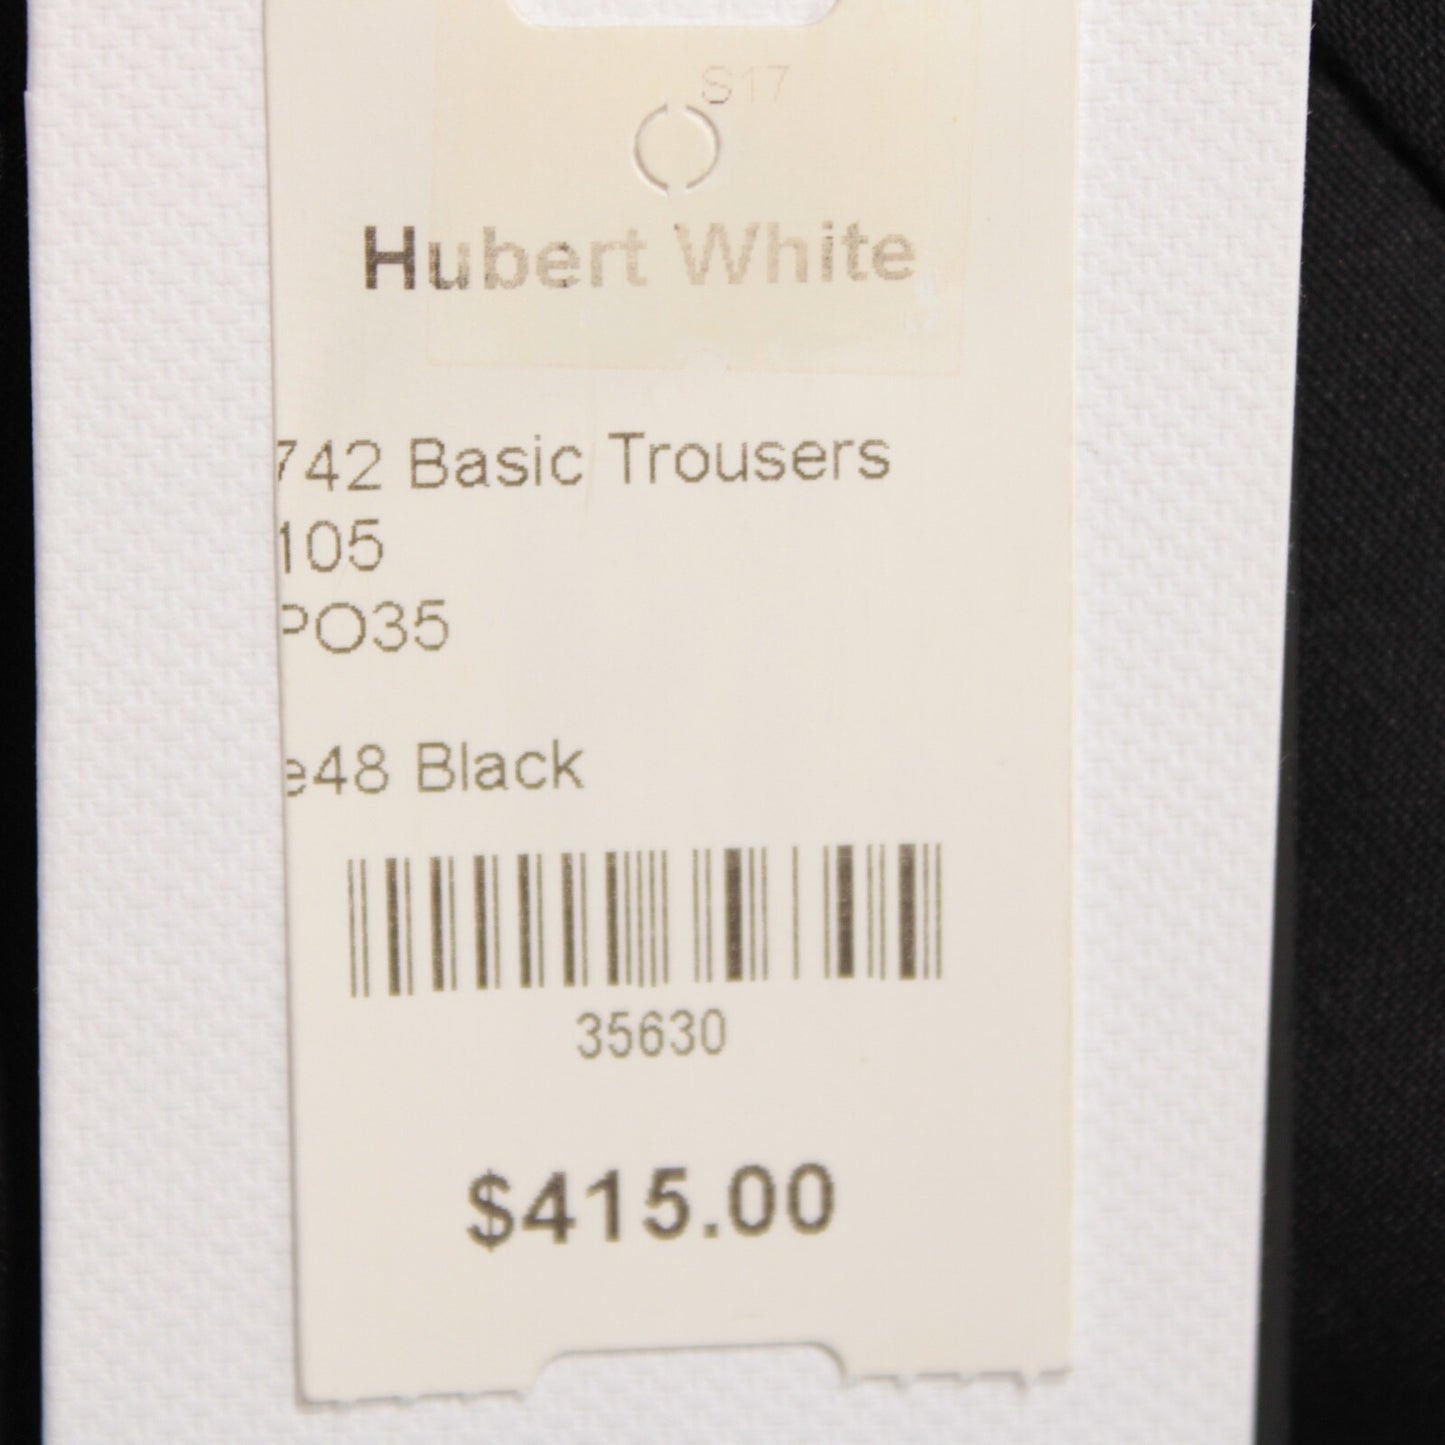 S17
Hubert White
742 Basic Trousers
105
PO35
e48 Black
35630
$415.00